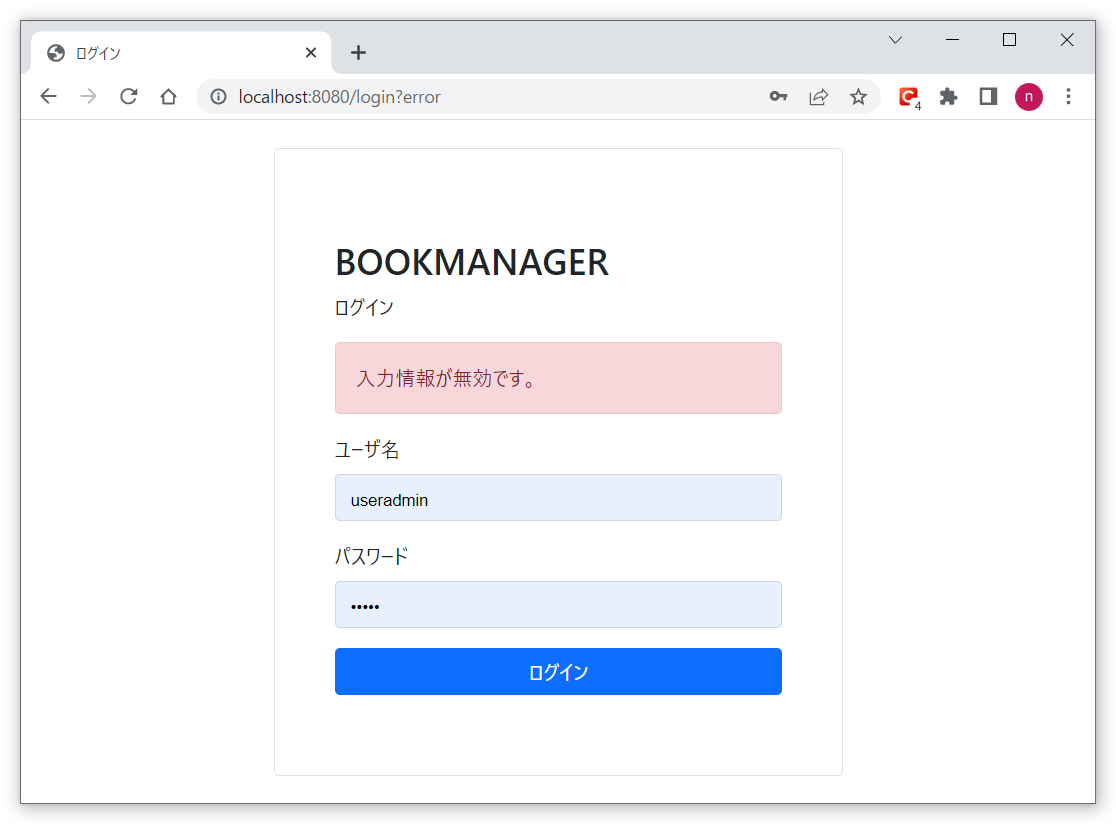 ログイン
localhost:8080/login?error
4
n
BOOKMANAGER
ログイン
入力情報が無効です。
ユーザ名
useradmin
パスワード
•••••
ログイン